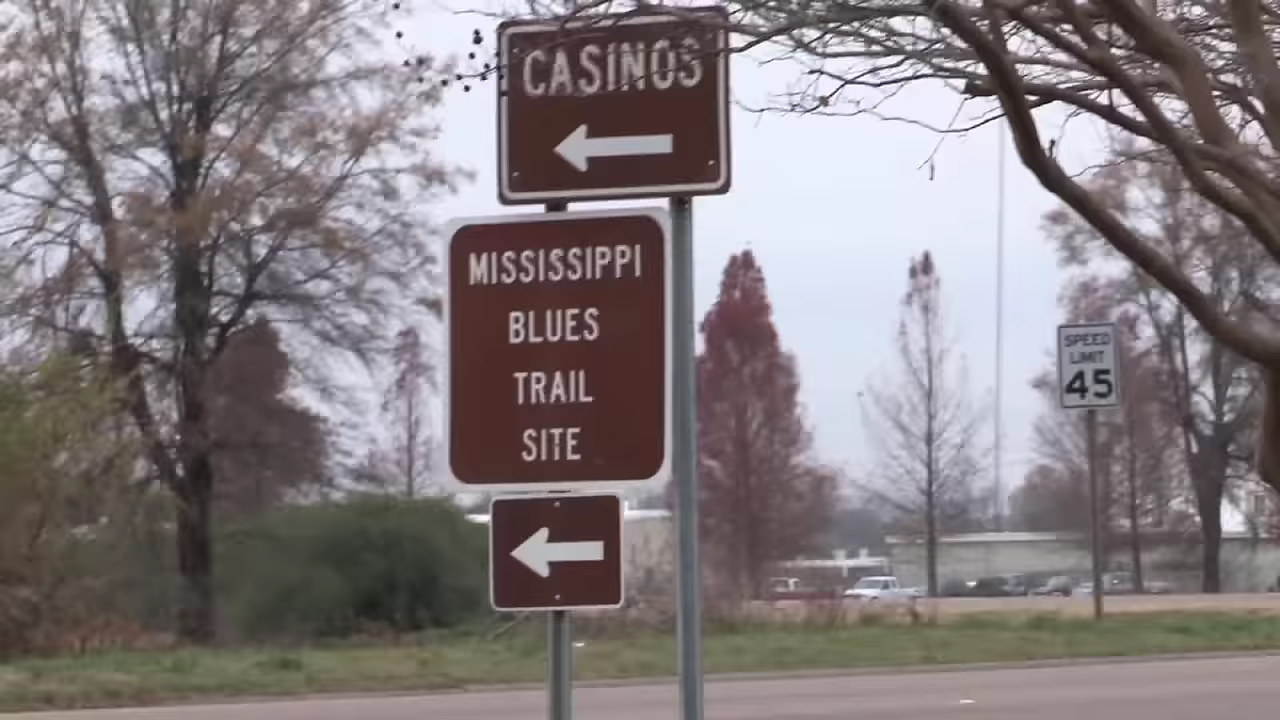 CASINOS
MISSISSIPPI
BLUES
TRAIL
SITE
SPEED
LIMIT
45